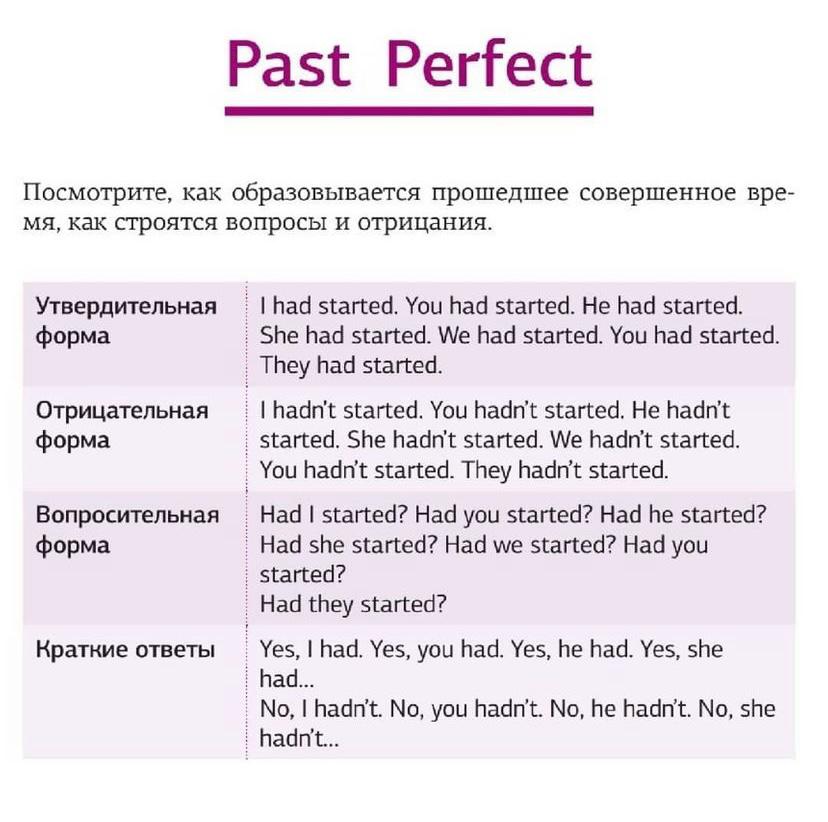 Past Perfect
Посмотрите, как образовывается прошедшее совершенное вре-
мя, как строятся вопросы и отрицания.
Утвердительная
форма
I had started. You had started. He had started.
She had started. We had started. You had started.
They had started.
Отрицательная
форма
I hadn’t started. You hadn’t started. He hadn’t
started. She hadn’t started. We hadn’t started.
You hadn’t started. They hadn’t started.
Вопросительная
форма
Had I started? Had you started? Had he started?
Had she started? Had we started? Had you
started?
Had they started?
Краткие ответы
Yes, I had. Yes, you had. Yes, he had. Yes, she
had...
No, I hadn’t. No, you hadn’t. No, he hadn’t. No, she
hadn’t...